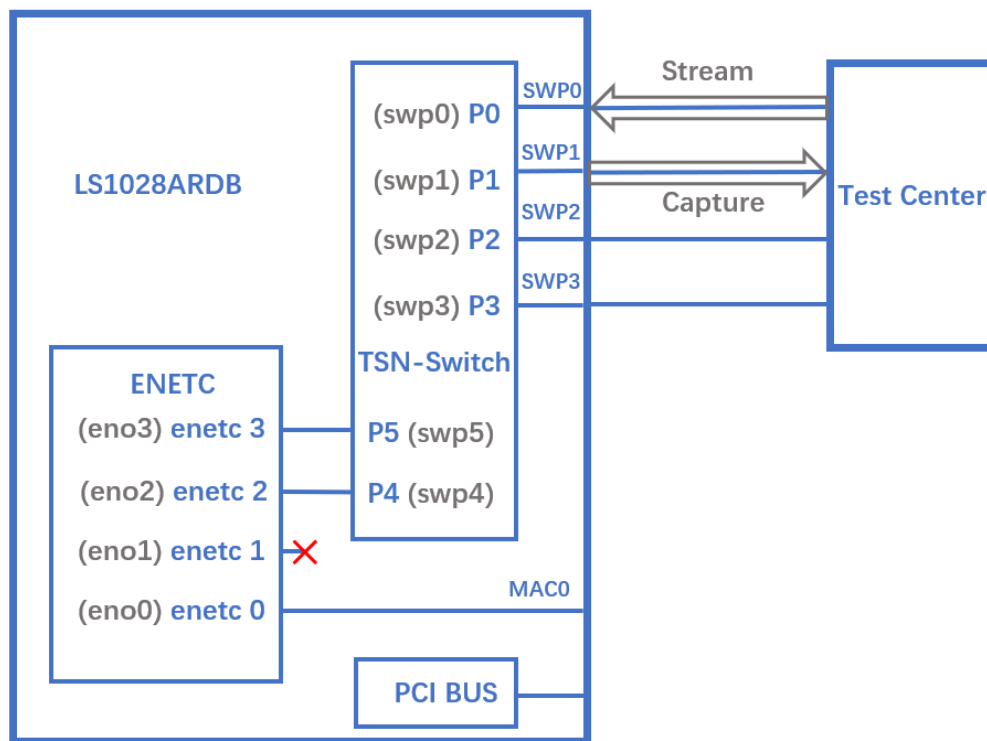 Stream
SWP0
(swp0) P0
SWP1
(swp1) P1
LS1028ARDB
Capture
Test Center
SWP2
(swp2) P2
SWP3
(swp3) P3
TSN-Switch
ENETC
(eno3) enetc 3
P5 (swp5)
(eno2) enetc 2
P4 (swp4)
(eno1) enetc 1
(eno0) enetc 0
MAC0
PCI BUS